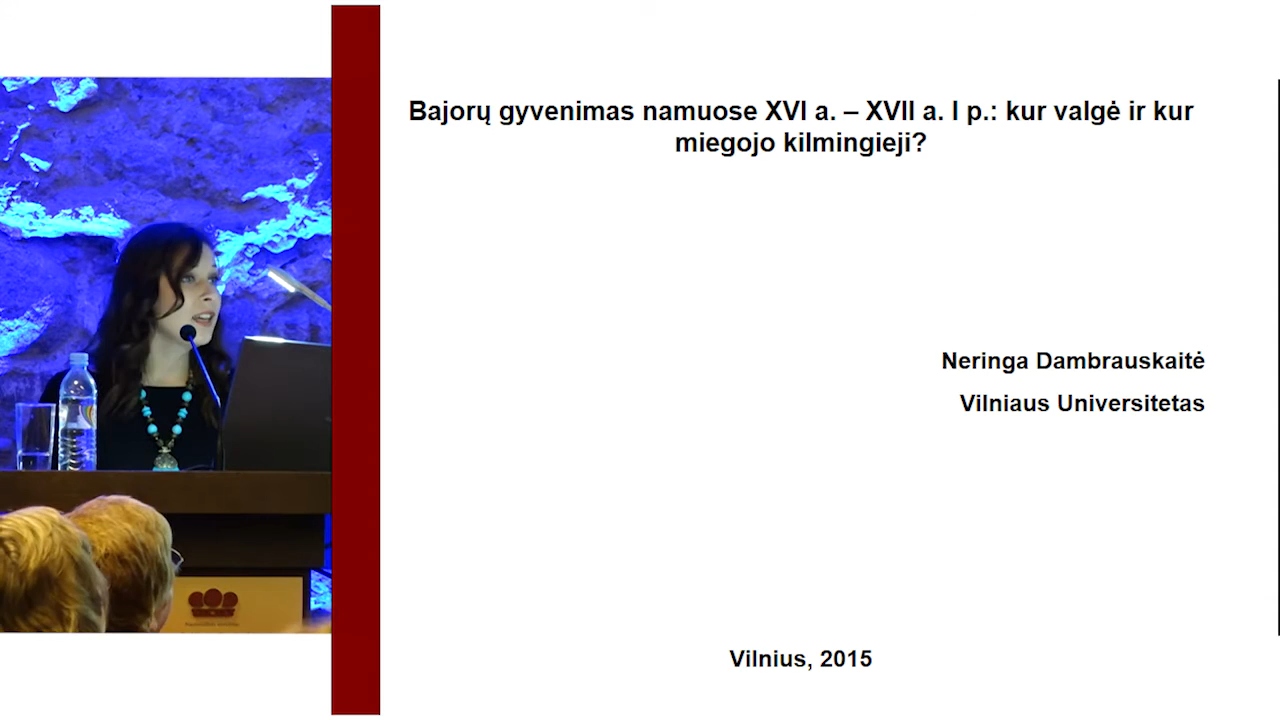 Bajorų gyvenimas namuose XVI a. – XVII a. I p.: kur valgė ir kur
miegojo kilmingieji?
Neringa Dambrauskaitė
Vilniaus Universitetas
Vilnius, 2015